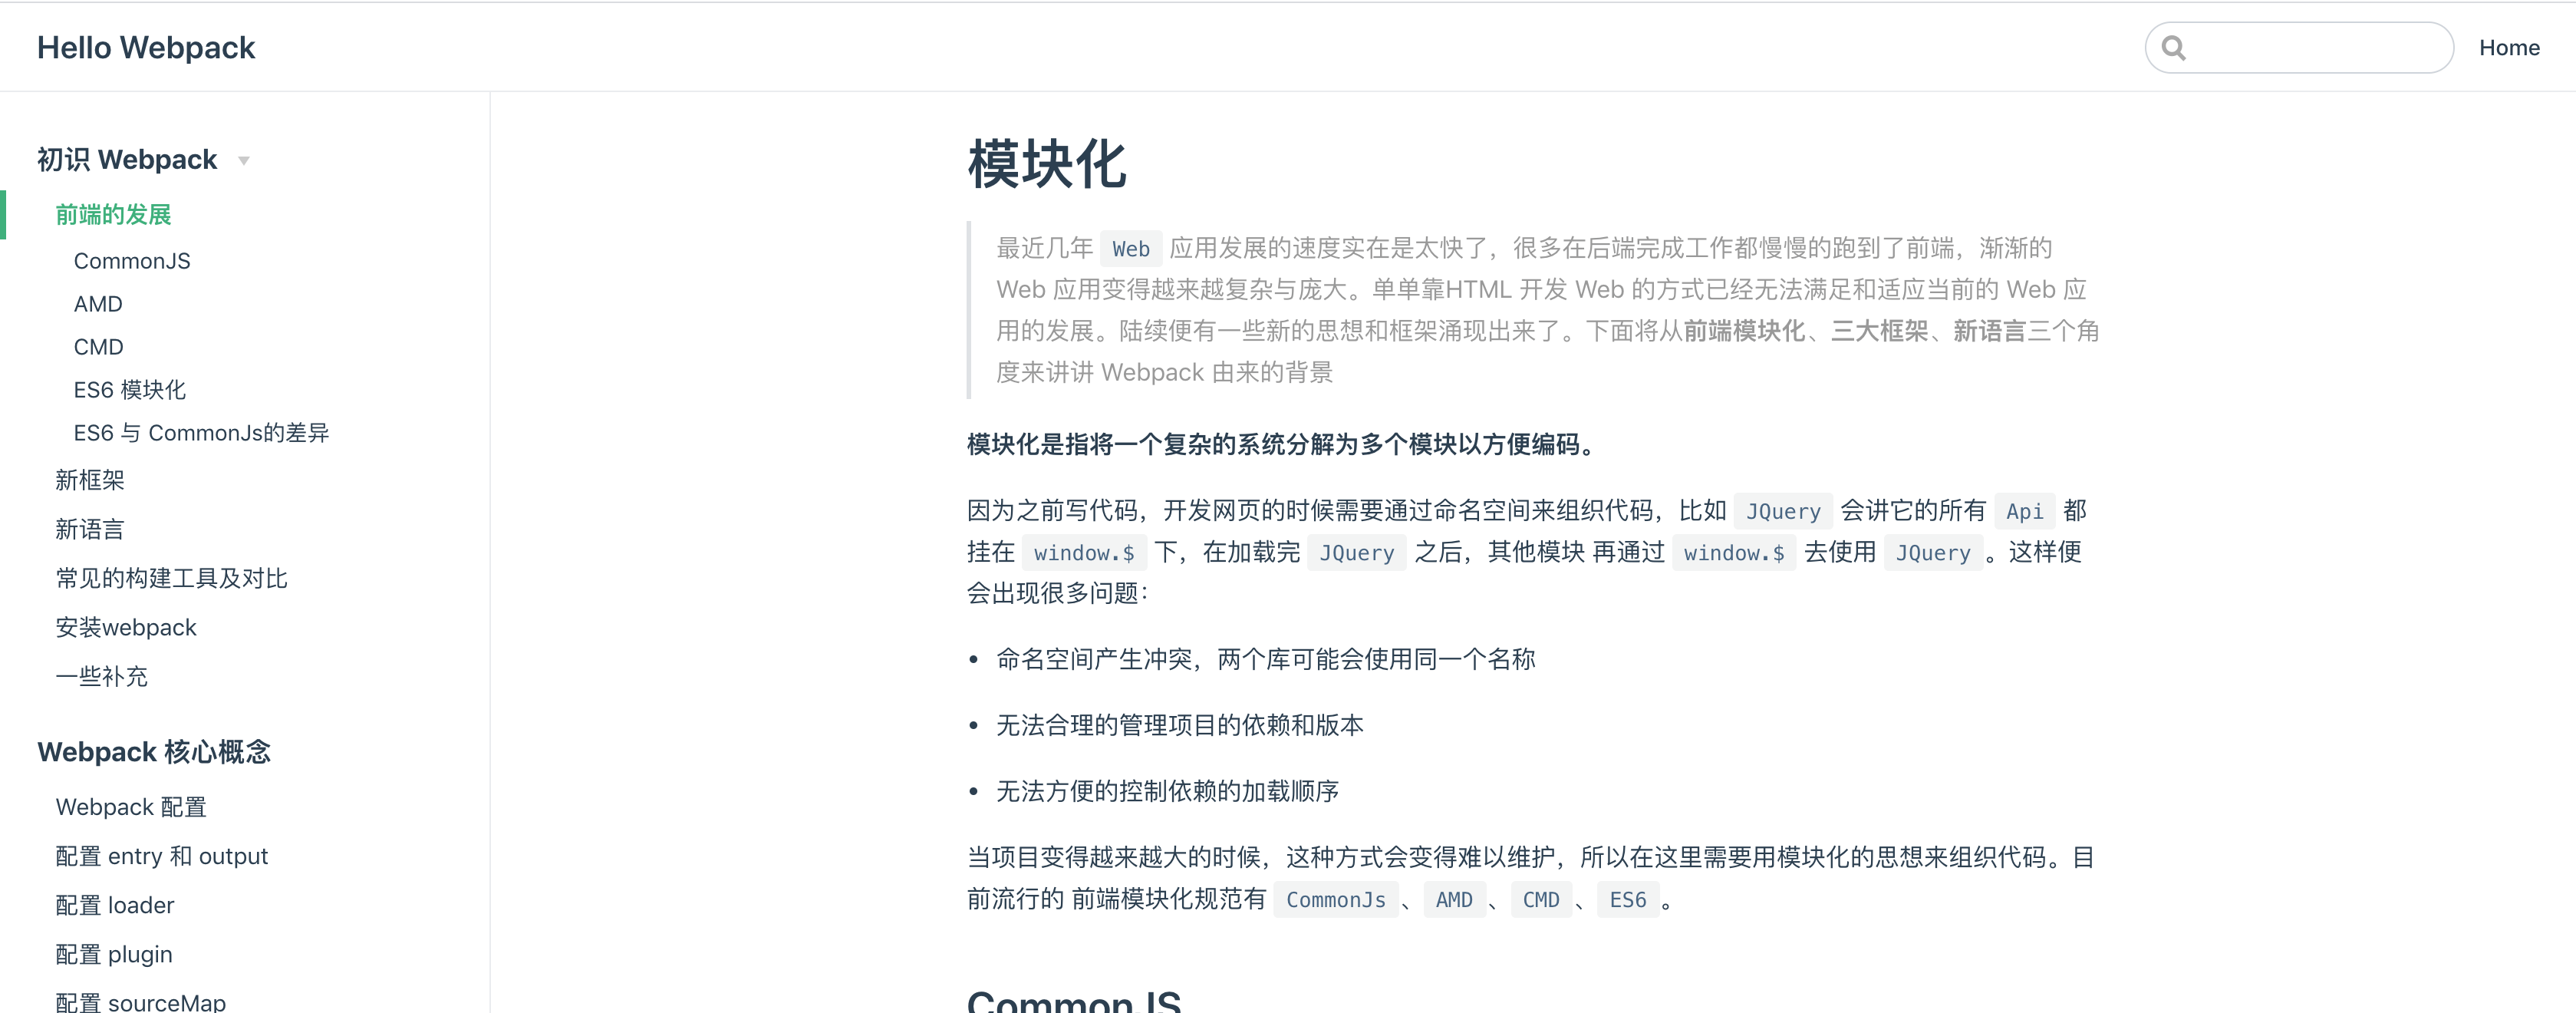 Hello Webpack
Home
初识 Webpack
前端的发展
CommonJS
AMD
CMD
ES6 模块化
ES6 与 CommonJs的差异
新框架
新语言
常见的构建工具及对比
安装webpack
一些补充
Webpack 核心概念
Webpack 配置
配置 entry 和 output
配置 loader
配置 plugin
配置 sourceMap
模块化
最近几年 Web 应用发展的速度实在是太快了，很多在后端完成工作都慢慢的跑到了前端，渐渐的
Web 应用变得越来越复杂与庞大。单单靠HTML 开发 Web 的方式已经无法满足和适应当前的 Web 应
用的发展。陆续便有一些新的思想和框架涌现出来了。下面将从前端模块化、三大框架、新语言三个角
度来讲讲 Webpack 由来的背景
模块化是指将一个复杂的系统分解为多个模块以方便编码。
因为之前写代码，开发网页的时候需要通过命名空间来组织代码，比如 JQuery 会讲它的所有 Api 都
挂在 window.$ 下，在加载完 JQuery 之后，其他模块 再通过 window.$ 去使用 JQuery 。这样便
会出现很多问题：
• 命名空间产生冲突，两个库可能会使用同一个名称
• 无法合理的管理项目的依赖和版本
• 无法方便的控制依赖的加载顺序
当项目变得越来越大的时候，这种方式会变得难以维护，所以在这里需要用模块化的思想来组织代码。目
前流行的 前端模块化规范有 CommonJs 、 AMD 、 CMD 、 ES6 。
CommonJS